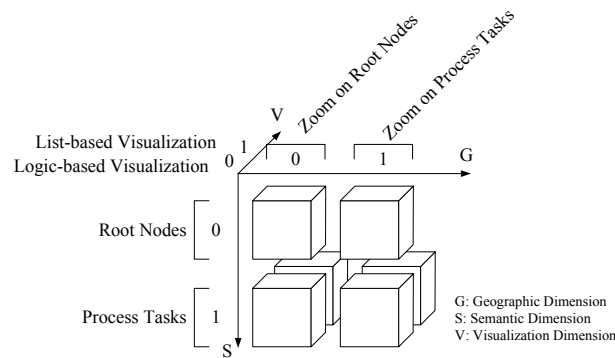 Zoom on Root Nodes
Zoom on Process Tasks
V
List-based Visualization 1
Logic-based Visualization 0
0
1
G
Root Nodes 0
Process Tasks 1
S
G: Geographic Dimension
S: Semantic Dimension
V: Visualization Dimension